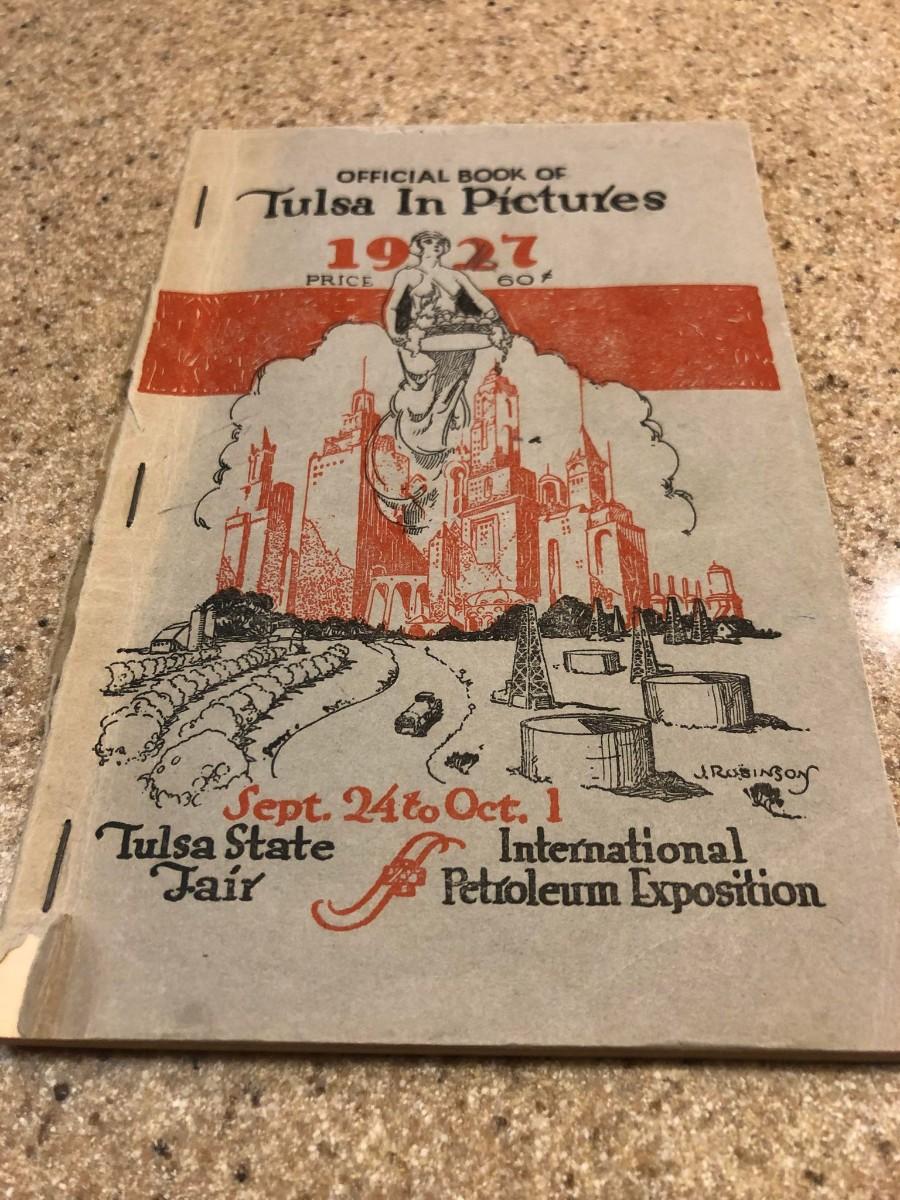 OFFICIAL BOOK OF
Tulsa In Pictures
1927
PRICE 60¢
J. ROBINSON
Sept. 24 to Oct. 1
Tulsa State
Fair
International
Petroleum Exposition